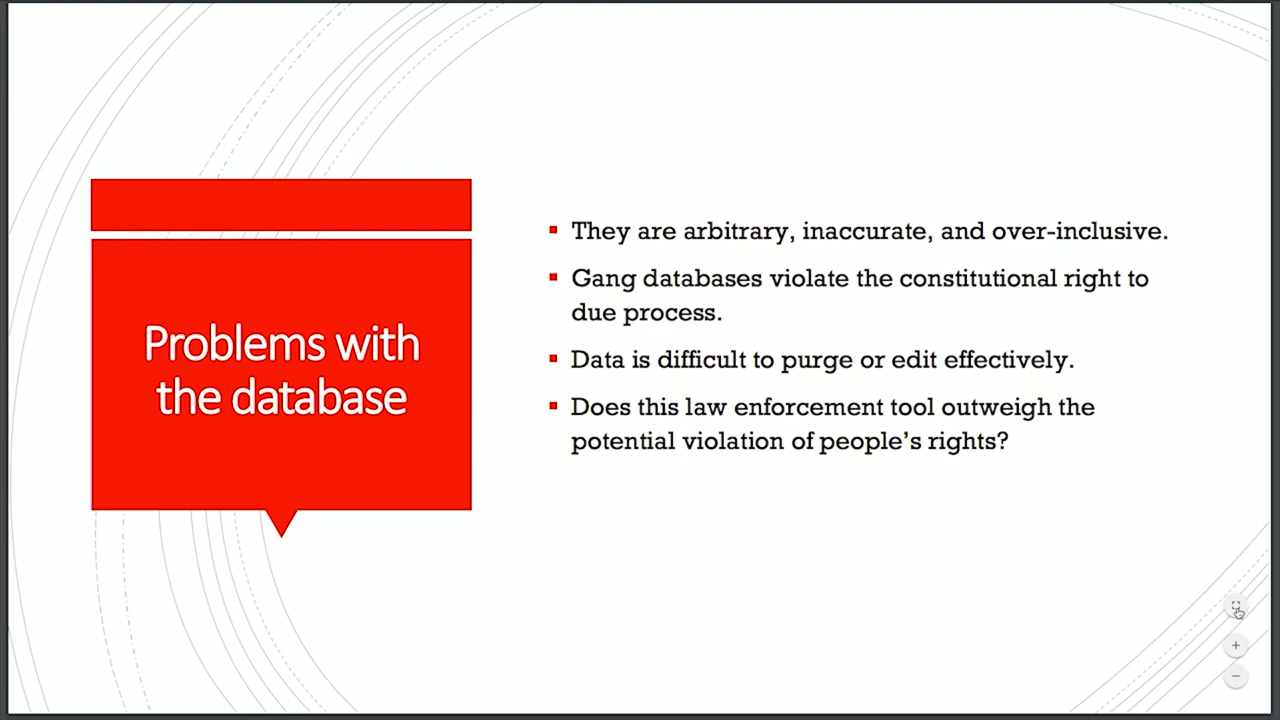 Problems with
the database
They are arbitrary, inaccurate, and over-inclusive.
Gang databases violate the constitutional right to
due process.
Data is difficult to purge or edit effectively.
Does this law enforcement tool outweigh the
potential violation of people’s rights?